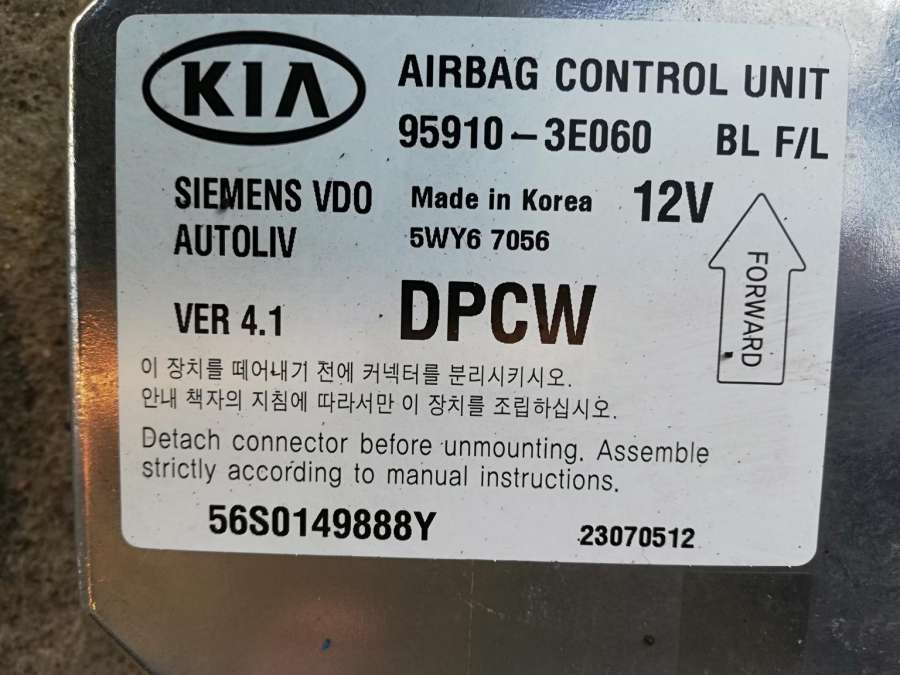 KIA
AIRBAG CONTROL UNIT
95910-3E060 BL F/L
SIEMENS VDO Made in Korea 12V
AUTOLIV 5WY6 7056
FORWARD
VER 4.1 DPCW
이 장치를 떼어내기 전에 커넥터를 분리시키시오.
안내 책자의 지침에 따라서만 이 장치를 조립하십시오.
Detach connector before unmounting. Assemble
strictly according to manual instructions.
56S0149888Y 23070512